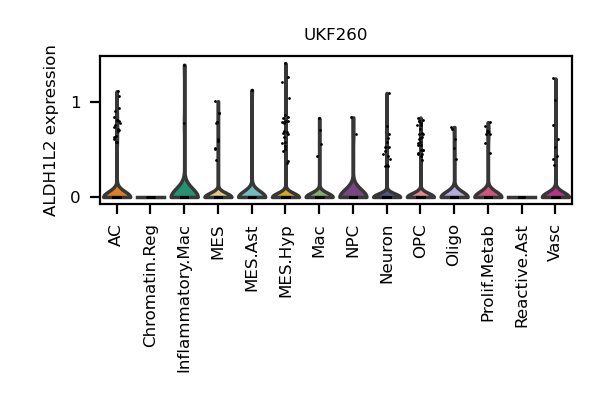 UKF260
ALDH1L2 expression
1
0
AC
Chromatin.Reg
Inflammatory.Mac
MES
MES.Ast
MES.Hyp
Mac
NPC
Neuron
OPC
Oligo
Prolif.Metab
Reactive.Ast
Vasc